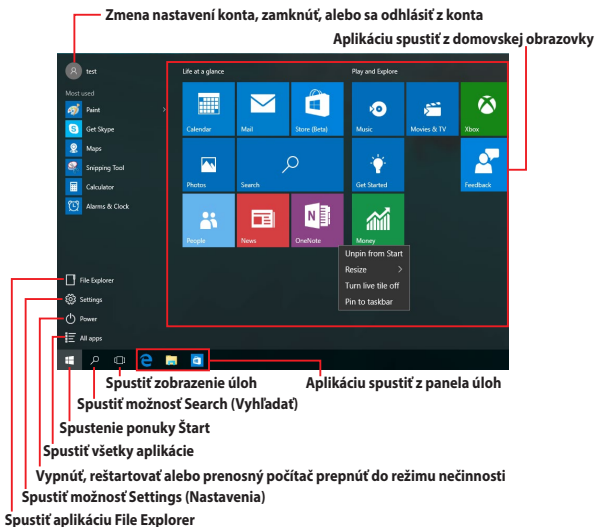 Zmena nastavení konta, zamknúť, alebo sa odhlásiť z konta
Aplikáciu spustiť z domovskej obrazovky
test
Life at a glance
Play and Explore
Most used
Paint
Get Skype
Maps
Snipping Tool
Calculator
Alarms & Clock
Calendar
Mail
Store (Beta)
Music
Movies & TV
Xbox
Photos
Search
Get Started
Feedback
People
News
OneNote
Money
Unpin from Start
Resize
Turn live tile off
Pin to taskbar
File Explorer
Settings
Power
All apps
Spustiť zobrazenie úloh
Aplikáciu spustiť z panela úloh
Spustiť možnosť Search (Vyhľadať)
Spustenie ponuky Štart
Spustiť všetky aplikácie
Vypnúť, reštartovať alebo prenosný počítač prepnúť do režimu nečinnosti
Spustiť možnosť Settings (Nastavenia)
Spustiť aplikáciu File Explorer